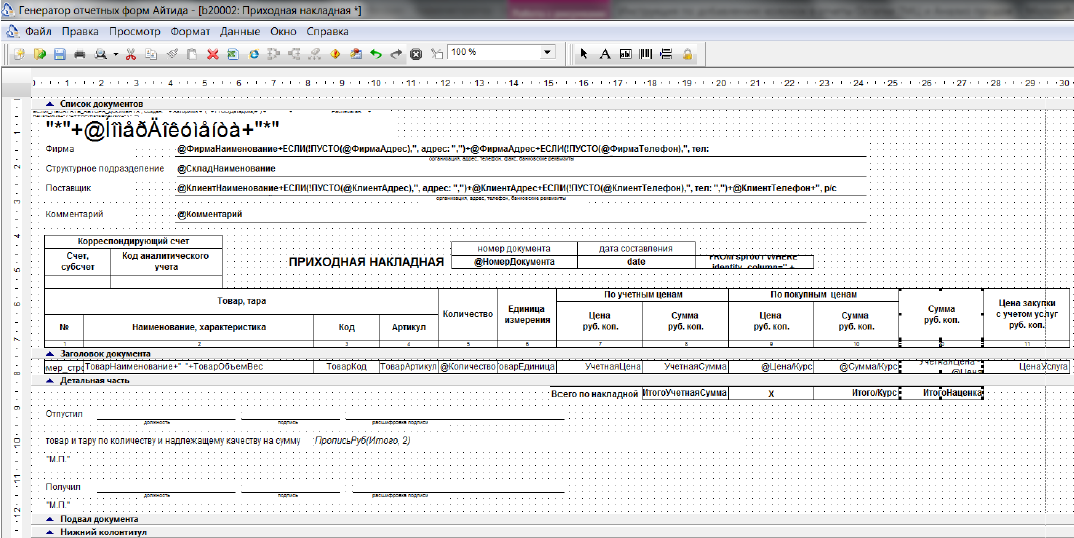 Генератор отчетных форм Айтида - [b20002: Приходная накладная *]
Файл Правка Просмотр Формат Данные Окно Справка
100 %
1 2 3 4 5 6 7 8 9 10 11 12 13 14 15 16 17 18 19 20 21 22 23 24 25 26 27 28 29 30
Список документов
"*"+@ÍîìåðÄîêóìåíòà+"*"
Фирма @ФирмаНаименование+ЕСЛИ(!ПУСТО(@ФирмаАдрес),", адрес: ","")+@ФирмаАдрес+ЕСЛИ(!ПУСТО(@ФирмаТелефон),", тел:
организация, адрес, телефон, факс, банковские реквизиты
Структурное подразделение @СкладНаименование
Поставщик @КлиентНаименование+ЕСЛИ(!ПУСТО(@КлиентАдрес),", адрес: ","")+@КлиентАдрес+ЕСЛИ(!ПУСТО(@КлиентТелефон),", тел: ","")+@КлиентТелефон+", р/с
организация, адрес, телефон, банковские реквизиты
Комментарий @Комментарий
Корреспондирующий счет
Счет, субсчет Код аналитического учета
ПРИХОДНАЯ НАКЛАДНАЯ
номер документа дата составления
@НомерДокумента date FROM spr001 WHERE identity_column=" +
Товар, тара Количество Единица измерения По учетным ценам По покупным ценам Сумма руб. коп. Цена закупки с учетом услуг руб. коп.
№ Наименование, характеристика Код Артикул Цена руб. коп. Сумма руб. коп. Цена руб. коп. Сумма руб. коп.
1 2 3 4 5 6 7 8 9 10 11
Заголовок документа
мер_стро ТоварНаименование+" "+ТоварОбъемВес ТоварКод ТоварАртикул @Количество оварЕдиница УчетнаяЦена УчетнаяСумма @Цена/Курс @Сумма/Курс ЦенаУслуга
Детальная часть
Всего по накладной ИтогоУчетнаяСумма X Итого/Курс ИтогоНаценка
Отпустил
должность подпись расшифровка подписи
товар и тару по количеству и надлежащему качеству на сумму ПрописьРуб(Итого, 2)
"М.П."
Получил
должность подпись расшифровка подписи
"М.П."
Подвал документа
Нижний колонтитул